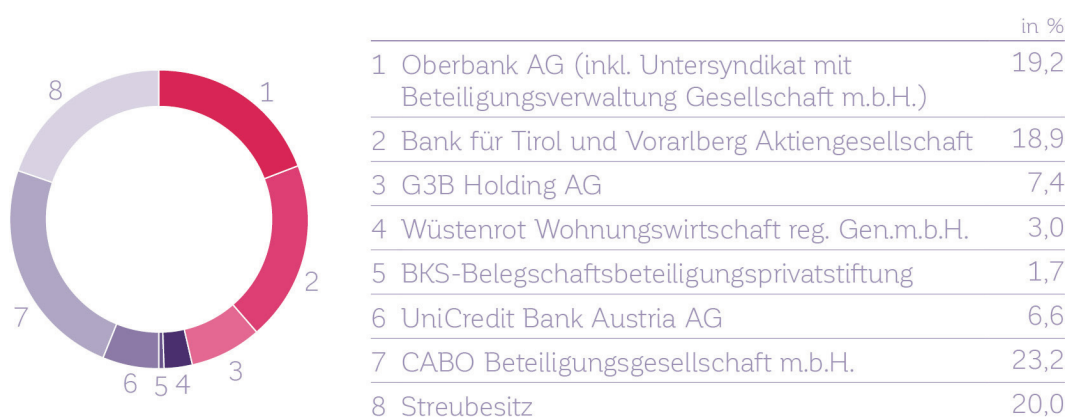 8
1
7
2
6
5
4
3
in %
1 Oberbank AG (inkl. Untersyndikat mit 19,2
Beteiligungsverwaltung Gesellschaft m.b.H.)
2 Bank für Tirol und Vorarlberg Aktiengesellschaft 18,9
3 G3B Holding AG 7,4
4 Wüstenrot Wohnungswirtschaft reg. Gen.m.b.H. 3,0
5 BKS-Belegschaftsbeteiligungsprivatstiftung 1,7
6 UniCredit Bank Austria AG 6,6
7 CABO Beteiligungsgesellschaft m.b.H. 23,2
8 Streubesitz 20,0